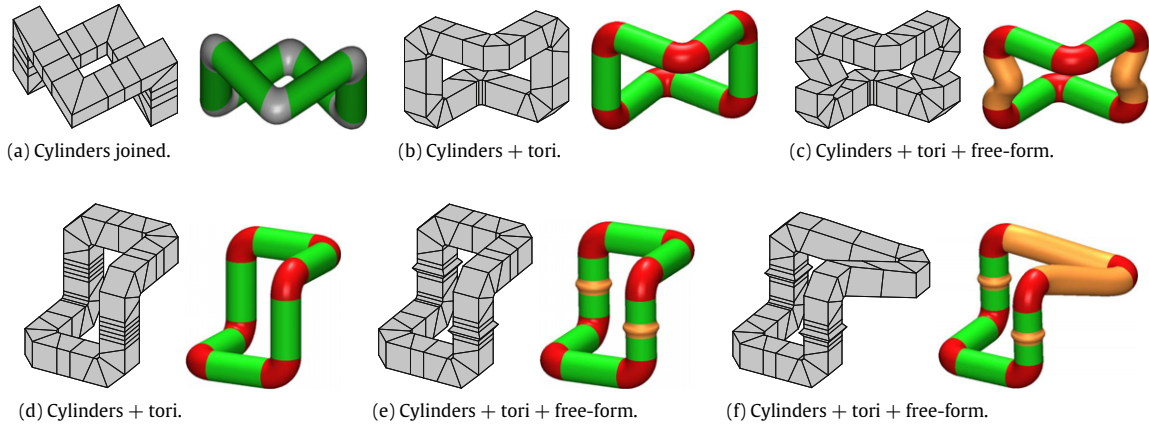 (a) Cylinders joined.
(b) Cylinders + tori.
(c) Cylinders + tori + free-form.
(d) Cylinders + tori.
(e) Cylinders + tori + free-form.
(f) Cylinders + tori + free-form.